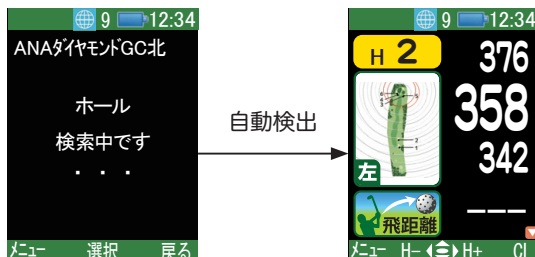 9 12:34
ANAダイヤモンドGC北
ホール
検索中です
・・・
メニュー 選択 戻る
自動検出
9 12:34
H 2
376
358
342
---
左
飛距離
メニュー H- H+ CI